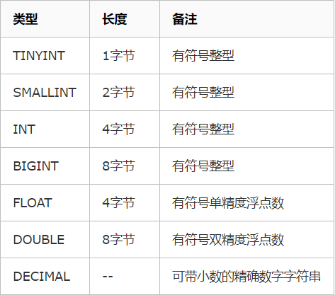 类型 长度 备注
TINYINT 1字节 有符号整型
SMALLINT 2字节 有符号整型
INT 4字节 有符号整型
BIGINT 8字节 有符号整型
FLOAT 4字节 有符号单精度浮点数
DOUBLE 8字节 有符号双精度浮点数
DECIMAL -- 可带小数的精确数字字符串